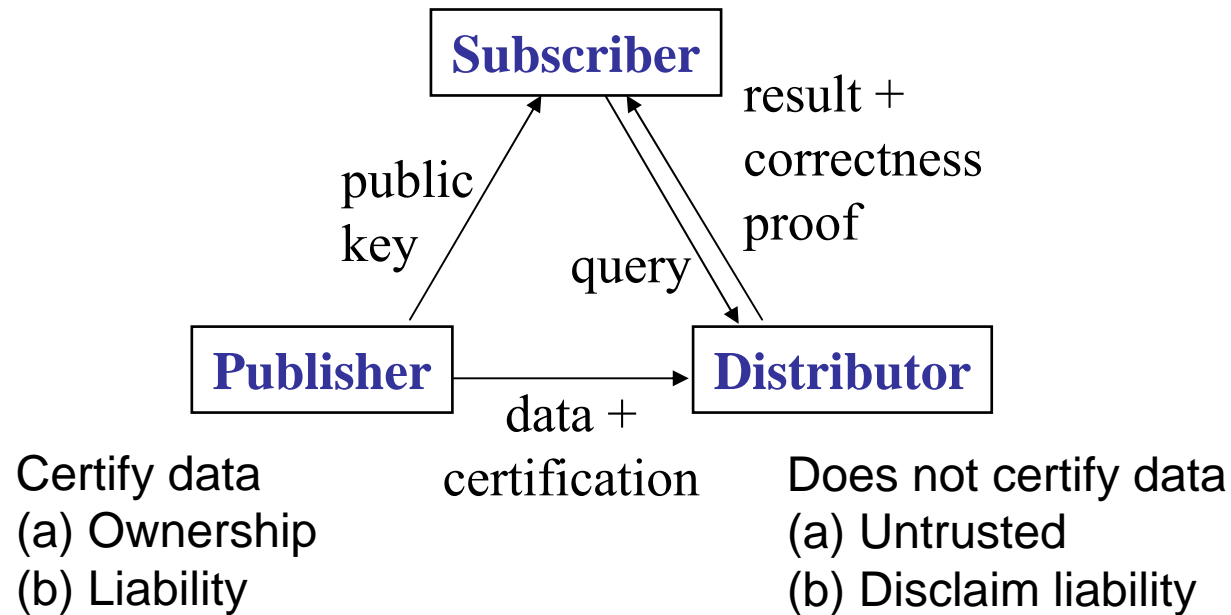 Subscriber
public
key
result +
correctness
proof
query
Publisher
Distributor
data +
certification
Certify data
(a) Ownership
(b) Liability
Does not certify data
(a) Untrusted
(b) Disclaim liability